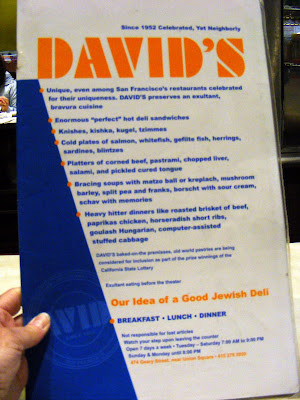 Since 1952 Celebrated, Yet Neighborly
DAVID'S
Unique, even among San Francisco's restaurants celebrated
for their uniqueness. DAVID'S preserves an exultant,
bravura cuisine
Enormous "perfect" hot deli sandwiches
Knishes, kishka, kugel, tzimmes
Cold plates of salmon, whitefish, gefilte fish, herrings,
sardines, blintzes
Platters of corned beef, pastrami, chopped liver,
salami, and pickled cured tongue
Bracing soups with matzo ball or kreplach, mushroom
barley, split pea and franks, borscht with sour cream,
schav with memories
Heavy hitter dinners like roasted brisket of beef,
paprikas chicken, horseradish short ribs,
goulash Hungarian, computer-assisted
stuffed cabbage
DAVID'S baked-on-the premises, old world pastries are being
considered for inclusion as part of the prize winnings of the
California State Lottery
Exultant eating before the theater
Our Idea of a Good Jewish Deli
BREAKFAST • LUNCH • DINNER
Not responsible for lost articles
Watch your step upon leaving the counter
Open 7 days a week • Tuesday - Saturday 7:00 AM to 9:00 PM
Sunday & Monday until 8:00 PM
474 Geary Street, near Union Square •